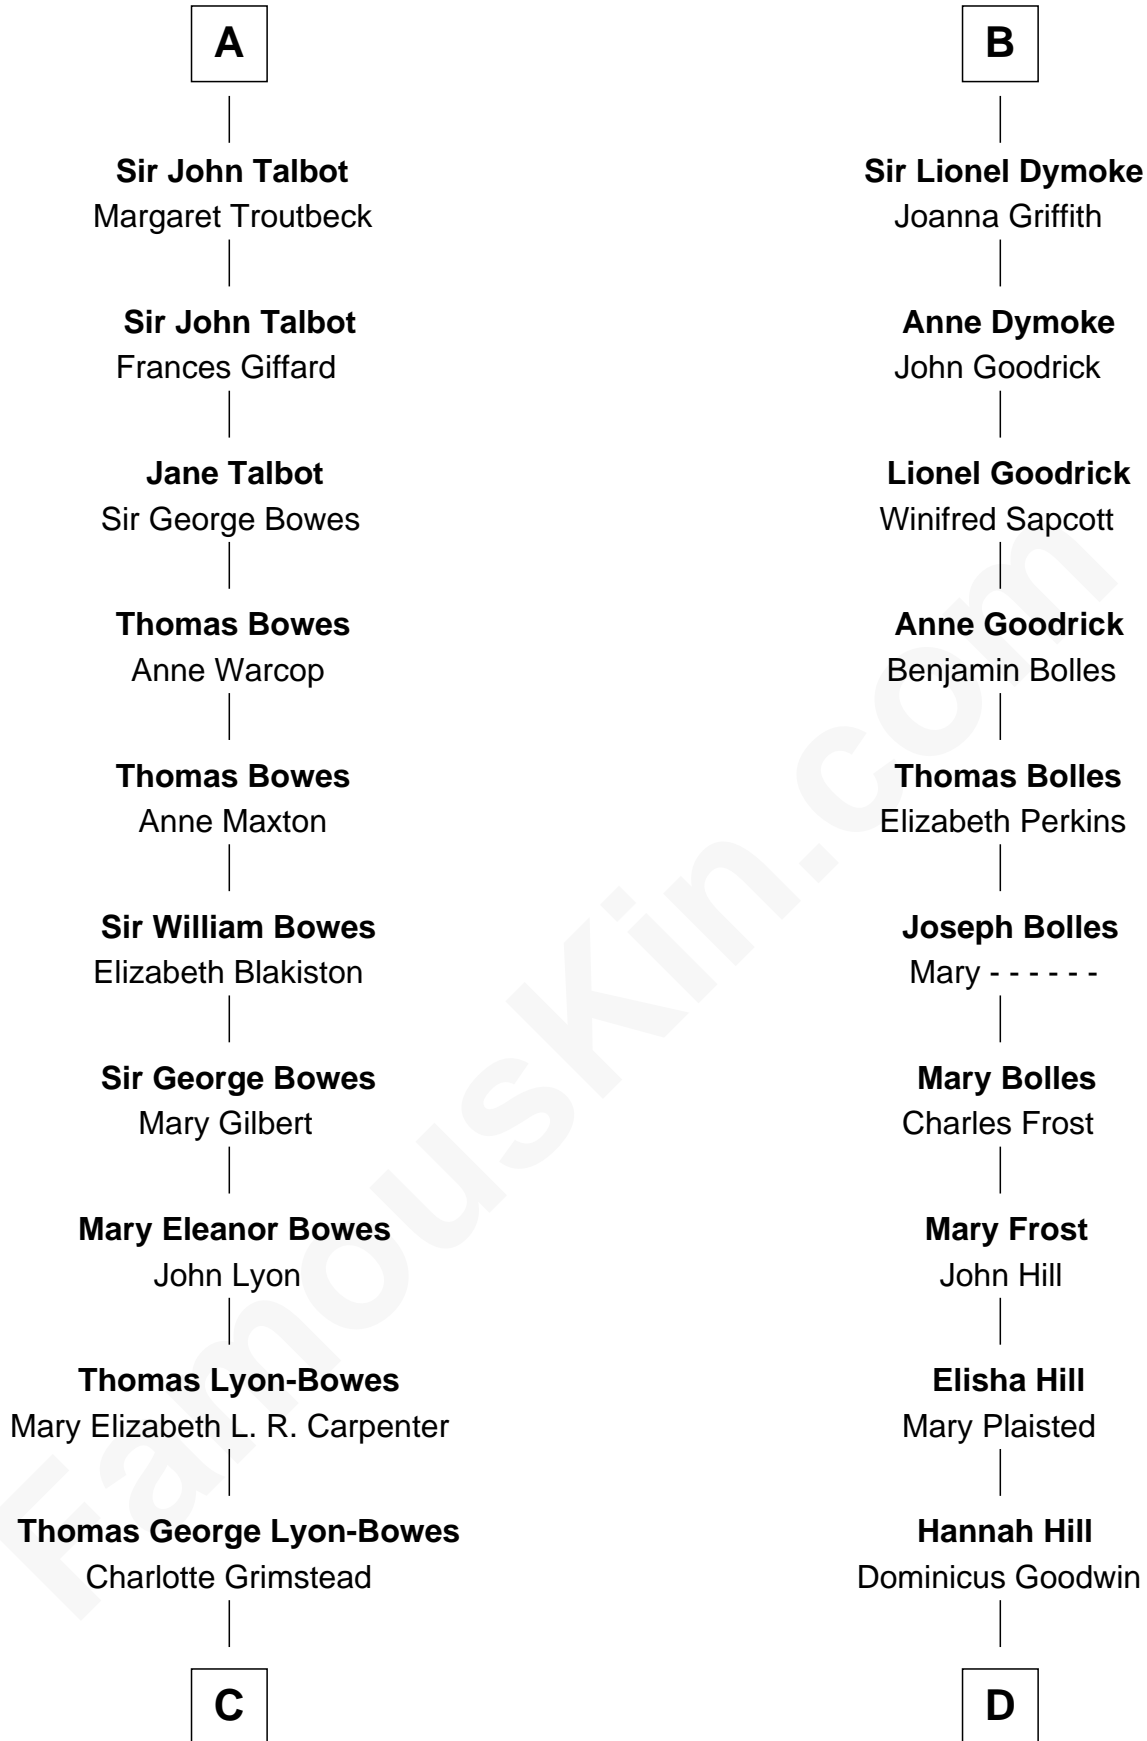 A
Sir John Talbot
Margaret Troutbeck
Sir John Talbot
Frances Giffard
Jane Talbot
Sir George Bowes
Thomas Bowes
Anne Warcop
Thomas Bowes
Anne Maxton
Sir William Bowes
Elizabeth Blakiston
Sir George Bowes
Mary Gilbert
Mary Eleanor Bowes
John Lyon
Thomas Lyon-Bowes
Mary Elizabeth L. R. Carpenter
Thomas George Lyon-Bowes
Charlotte Grimstead
C
B
Sir Lionel Dymoke
Joanna Griffith
Anne Dymoke
John Goodrick
Lionel Goodrick
Winifred Sapcott
Anne Goodrick
Benjamin Bolles
Thomas Bolles
Elizabeth Perkins
Joseph Bolles
Mary - - - - - -
Mary Bolles
Charles Frost
Mary Frost
John Hill
Elisha Hill
Mary Plaisted
Hannah Hill
Dominicus Goodwin
D
FamousKin.com